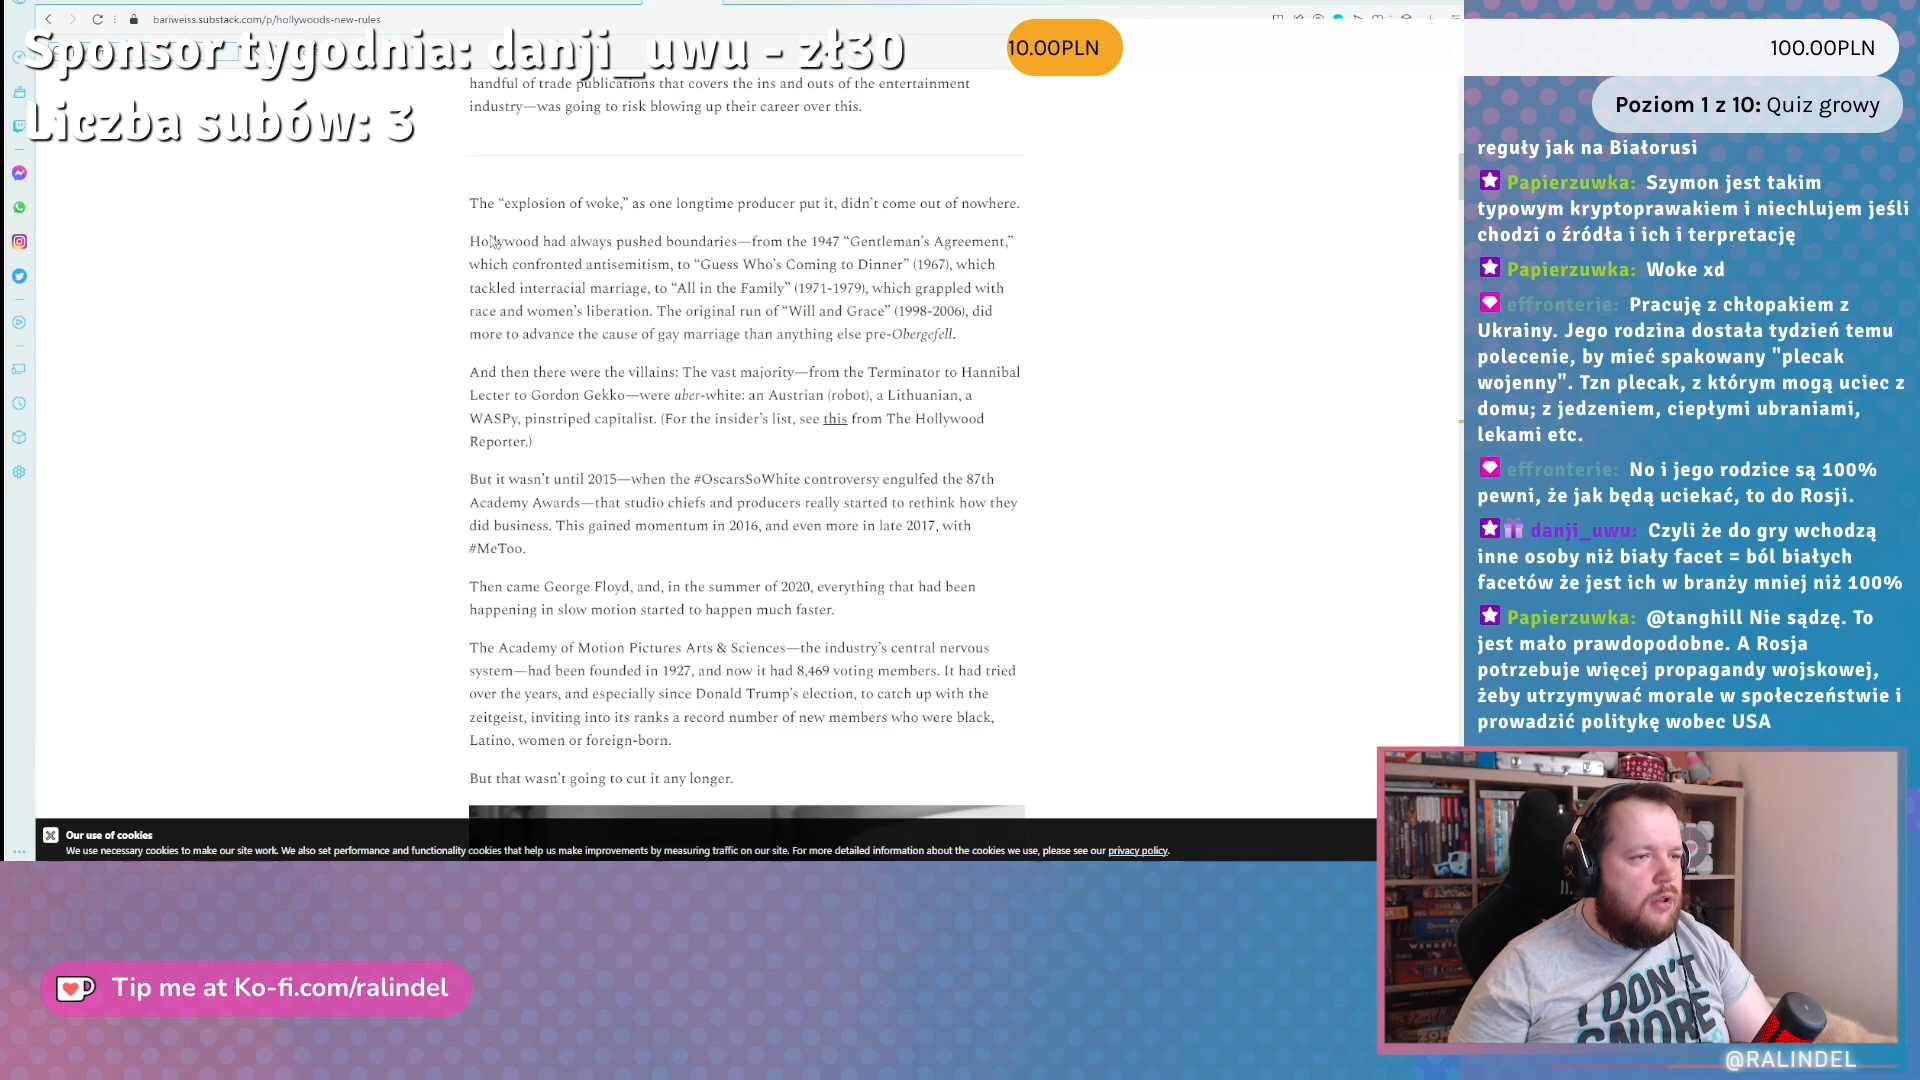 bariweiss.substack.com/p/hollywoods-new-rules
Sponsor tygodnia: danji_uwu - zł30
Liczba subów: 3
10.00PLN
100.00PLN
Poziom 1 z 10: Quiz growy
handful of trade publications that covers the ins and outs of the entertainment
industry—was going to risk blowing up their career over this.
The “explosion of woke,” as one longtime producer put it, didn’t come out of nowhere.
Hollywood had always pushed boundaries—from the 1947 “Gentleman’s Agreement,”
which confronted antisemitism, to “Guess Who’s Coming to Dinner” (1967), which
tackled interracial marriage, to “All in the Family” (1971-1979), which grappled with
race and women’s liberation. The original run of “Will and Grace” (1998-2006), did
more to advance the cause of gay marriage than anything else pre-Obergefell.
And then there were the villains: The vast majority—from the Terminator to Hannibal
Lecter to Gordon Gekko—were uber-white: an Austrian (robot), a Lithuanian, a
WASPy, pinstriped capitalist. (For the insider’s list, see this from The Hollywood
Reporter.)
But it wasn’t until 2015—when the #OscarsSoWhite controversy engulfed the 87th
Academy Awards—that studio chiefs and producers really started to rethink how they
did business. This gained momentum in 2016, and even more in late 2017, with
#MeToo.
Then came George Floyd, and, in the summer of 2020, everything that had been
happening in slow motion started to happen much faster.
The Academy of Motion Pictures Arts & Sciences—the industry’s central nervous
system—had been founded in 1927, and now it had 8,469 voting members. It had tried
over the years, and especially since Donald Trump’s election, to catch up with the
zeitgeist, inviting into its ranks a record number of new members who were black,
Latino, women or foreign-born.
But that wasn’t going to cut it any longer.
Our use of cookies
We use necessary cookies to make our site work. We also set performance and functionality cookies that help us make improvements by measuring traffic on our site. For more detailed information about the cookies we use, please see our privacy policy.
reguły jak na Białorusi
Papierzuwka: Szymon jest takim
typowym kryptoprawakiem i niechlujem jeśli
chodzi o źródła i ich i terpretację
Papierzuwka: Woke xd
effronterie: Pracuję z chłopakiem z
Ukrainy. Jego rodzina dostała tydzień temu
polecenie, by mieć spakowany "plecak
wojenny". Tzn plecak, z którym mogą uciec z
domu; z jedzeniem, ciepłymi ubraniami,
lekami etc.
effronterie: No i jego rodzice są 100%
pewni, że jak będą uciekać, to do Rosji.
danji_uwu: Czyli że do gry wchodzą
inne osoby niż biały facet = ból białych
facetów że jest ich w branży mniej niż 100%
Papierzuwka: @tanghill Nie sądzę. To
jest mało prawdopodobne. A Rosja
potrzebuje więcej propagandy wojskowej,
żeby utrzymywać morale w społeczeństwie i
prowadzić politykę wobec USA
I DON'T
Tip me at Ko-fi.com/ralindel
@RALINDEL